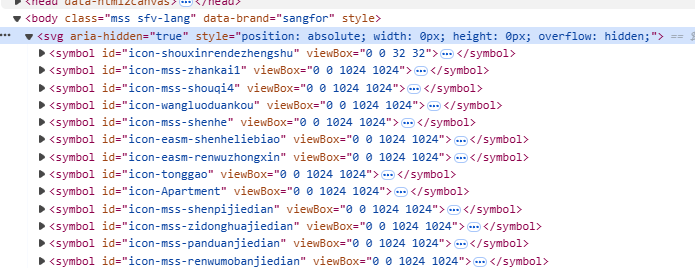 <head data-html2canvas>…</head>
<body class="mss sfv-lang" data-brand="sangfor" style>
<svg aria-hidden="true" style="position: absolute; width: 0px; height: 0px; overflow: hidden;"> == $
<symbol id="icon-shouxinrendezhengshu" viewBox="0 0 32 32">…</symbol>
<symbol id="icon-mss-zhankai1" viewBox="0 0 1024 1024">…</symbol>
<symbol id="icon-mss-shouqi4" viewBox="0 0 1024 1024">…</symbol>
<symbol id="icon-wangluoduankou" viewBox="0 0 1024 1024">…</symbol>
<symbol id="icon-mss-shenhe" viewBox="0 0 1024 1024">…</symbol>
<symbol id="icon-easm-shenheliebiao" viewBox="0 0 1024 1024">…</symbol>
<symbol id="icon-easm-renwuzhongxin" viewBox="0 0 1024 1024">…</symbol>
<symbol id="icon-tonggao" viewBox="0 0 1024 1024">…</symbol>
<symbol id="icon-Apartment" viewBox="0 0 1024 1024">…</symbol>
<symbol id="icon-mss-shenpijiedian" viewBox="0 0 1024 1024">…</symbol>
<symbol id="icon-mss-zidonghuajiedian" viewBox="0 0 1024 1024">…</symbol>
<symbol id="icon-mss-panduanjiedian" viewBox="0 0 1024 1024">…</symbol>
<symbol id="icon-mss-renwumobanjiedian" viewBox="0 0 1024 1024">…</symbol>